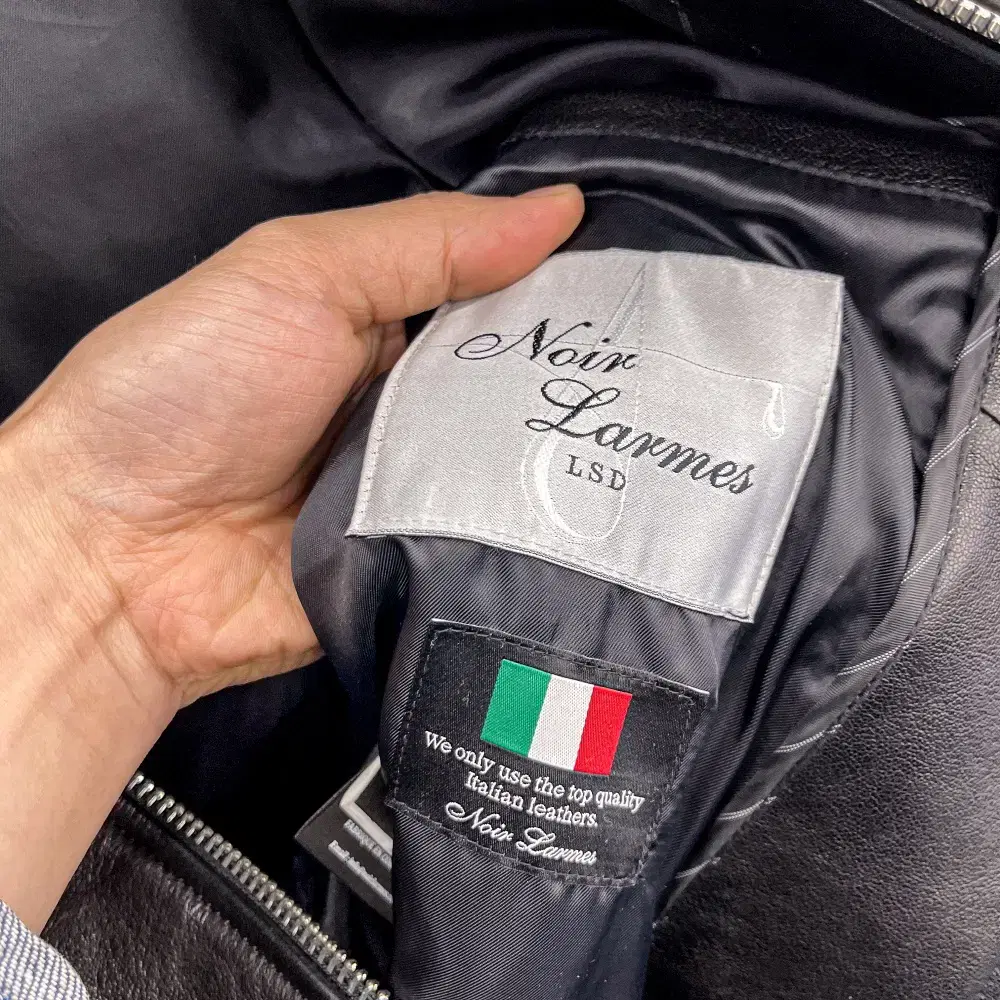 Noir
Larmes
LSD
We only use the top quality
Italian leathers.
Noir Larmes